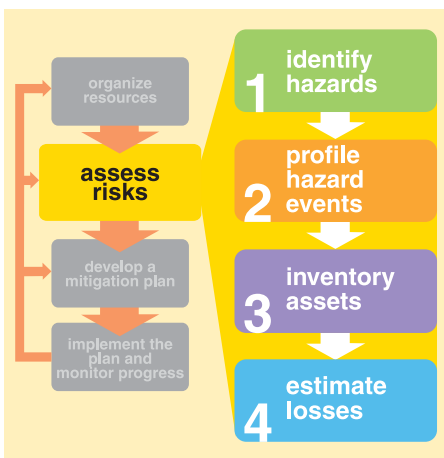 organize
resources
assess
risks
develop a
mitigation plan
implement the
plan and
monitor progress
1
identify
hazards
2
profile
hazard
events
3
inventory
assets
4
estimate
losses